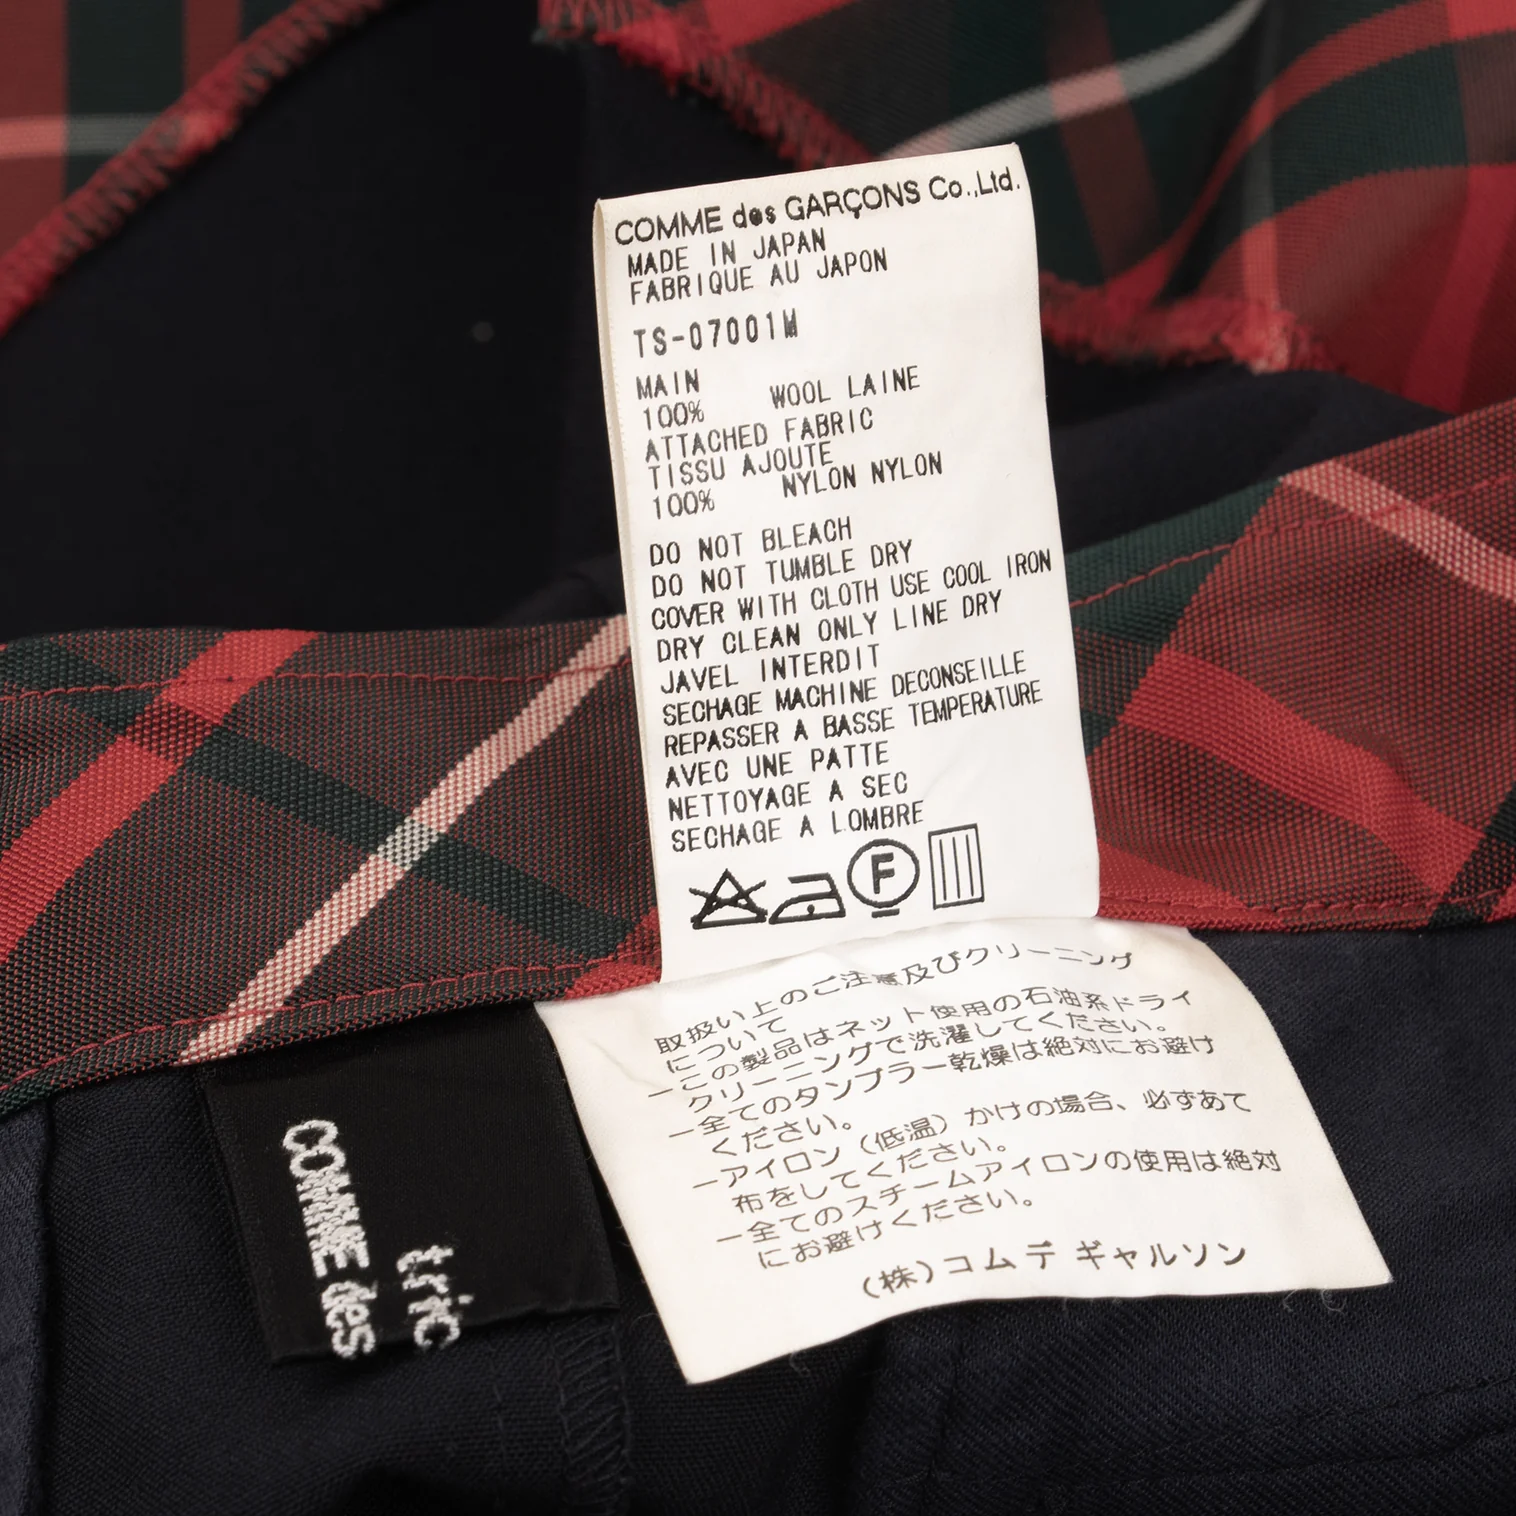 COMME des GARÇONS Co.,Ltd.
MADE IN JAPAN
FABRIQUE AU JAPON
TS-07001M
MAIN
100% WOOL LAINE
ATTACHED FABRIC
TISSU AJOUTE
100% NYLON NYLON
DO NOT BLEACH
DO NOT TUMBLE DRY
COVER WITH CLOTH USE COOL IRON
DRY CLEAN ONLY LINE DRY
JAVEL INTERDIT
SECHAGE MACHINE DECONSEILLE
REPASSER A BASSE TEMPERATURE
AVEC UNE PATTE
NETTOYAGE A SEC
SECHAGE A LOMBRE
F
取扱い上のご注意及びクリーニング
について
－この製品はネット使用の石油系ドライ
クリーニングで洗濯してください。
－全てのタンブラー乾燥は絶対にお避け
ください。
－アイロン（低温）かけの場合、必ずあて
布をしてください。
－全てのスチームアイロンの使用は絶対
にお避けください。
(株)コムデ ギャルソン
tric
COMME des